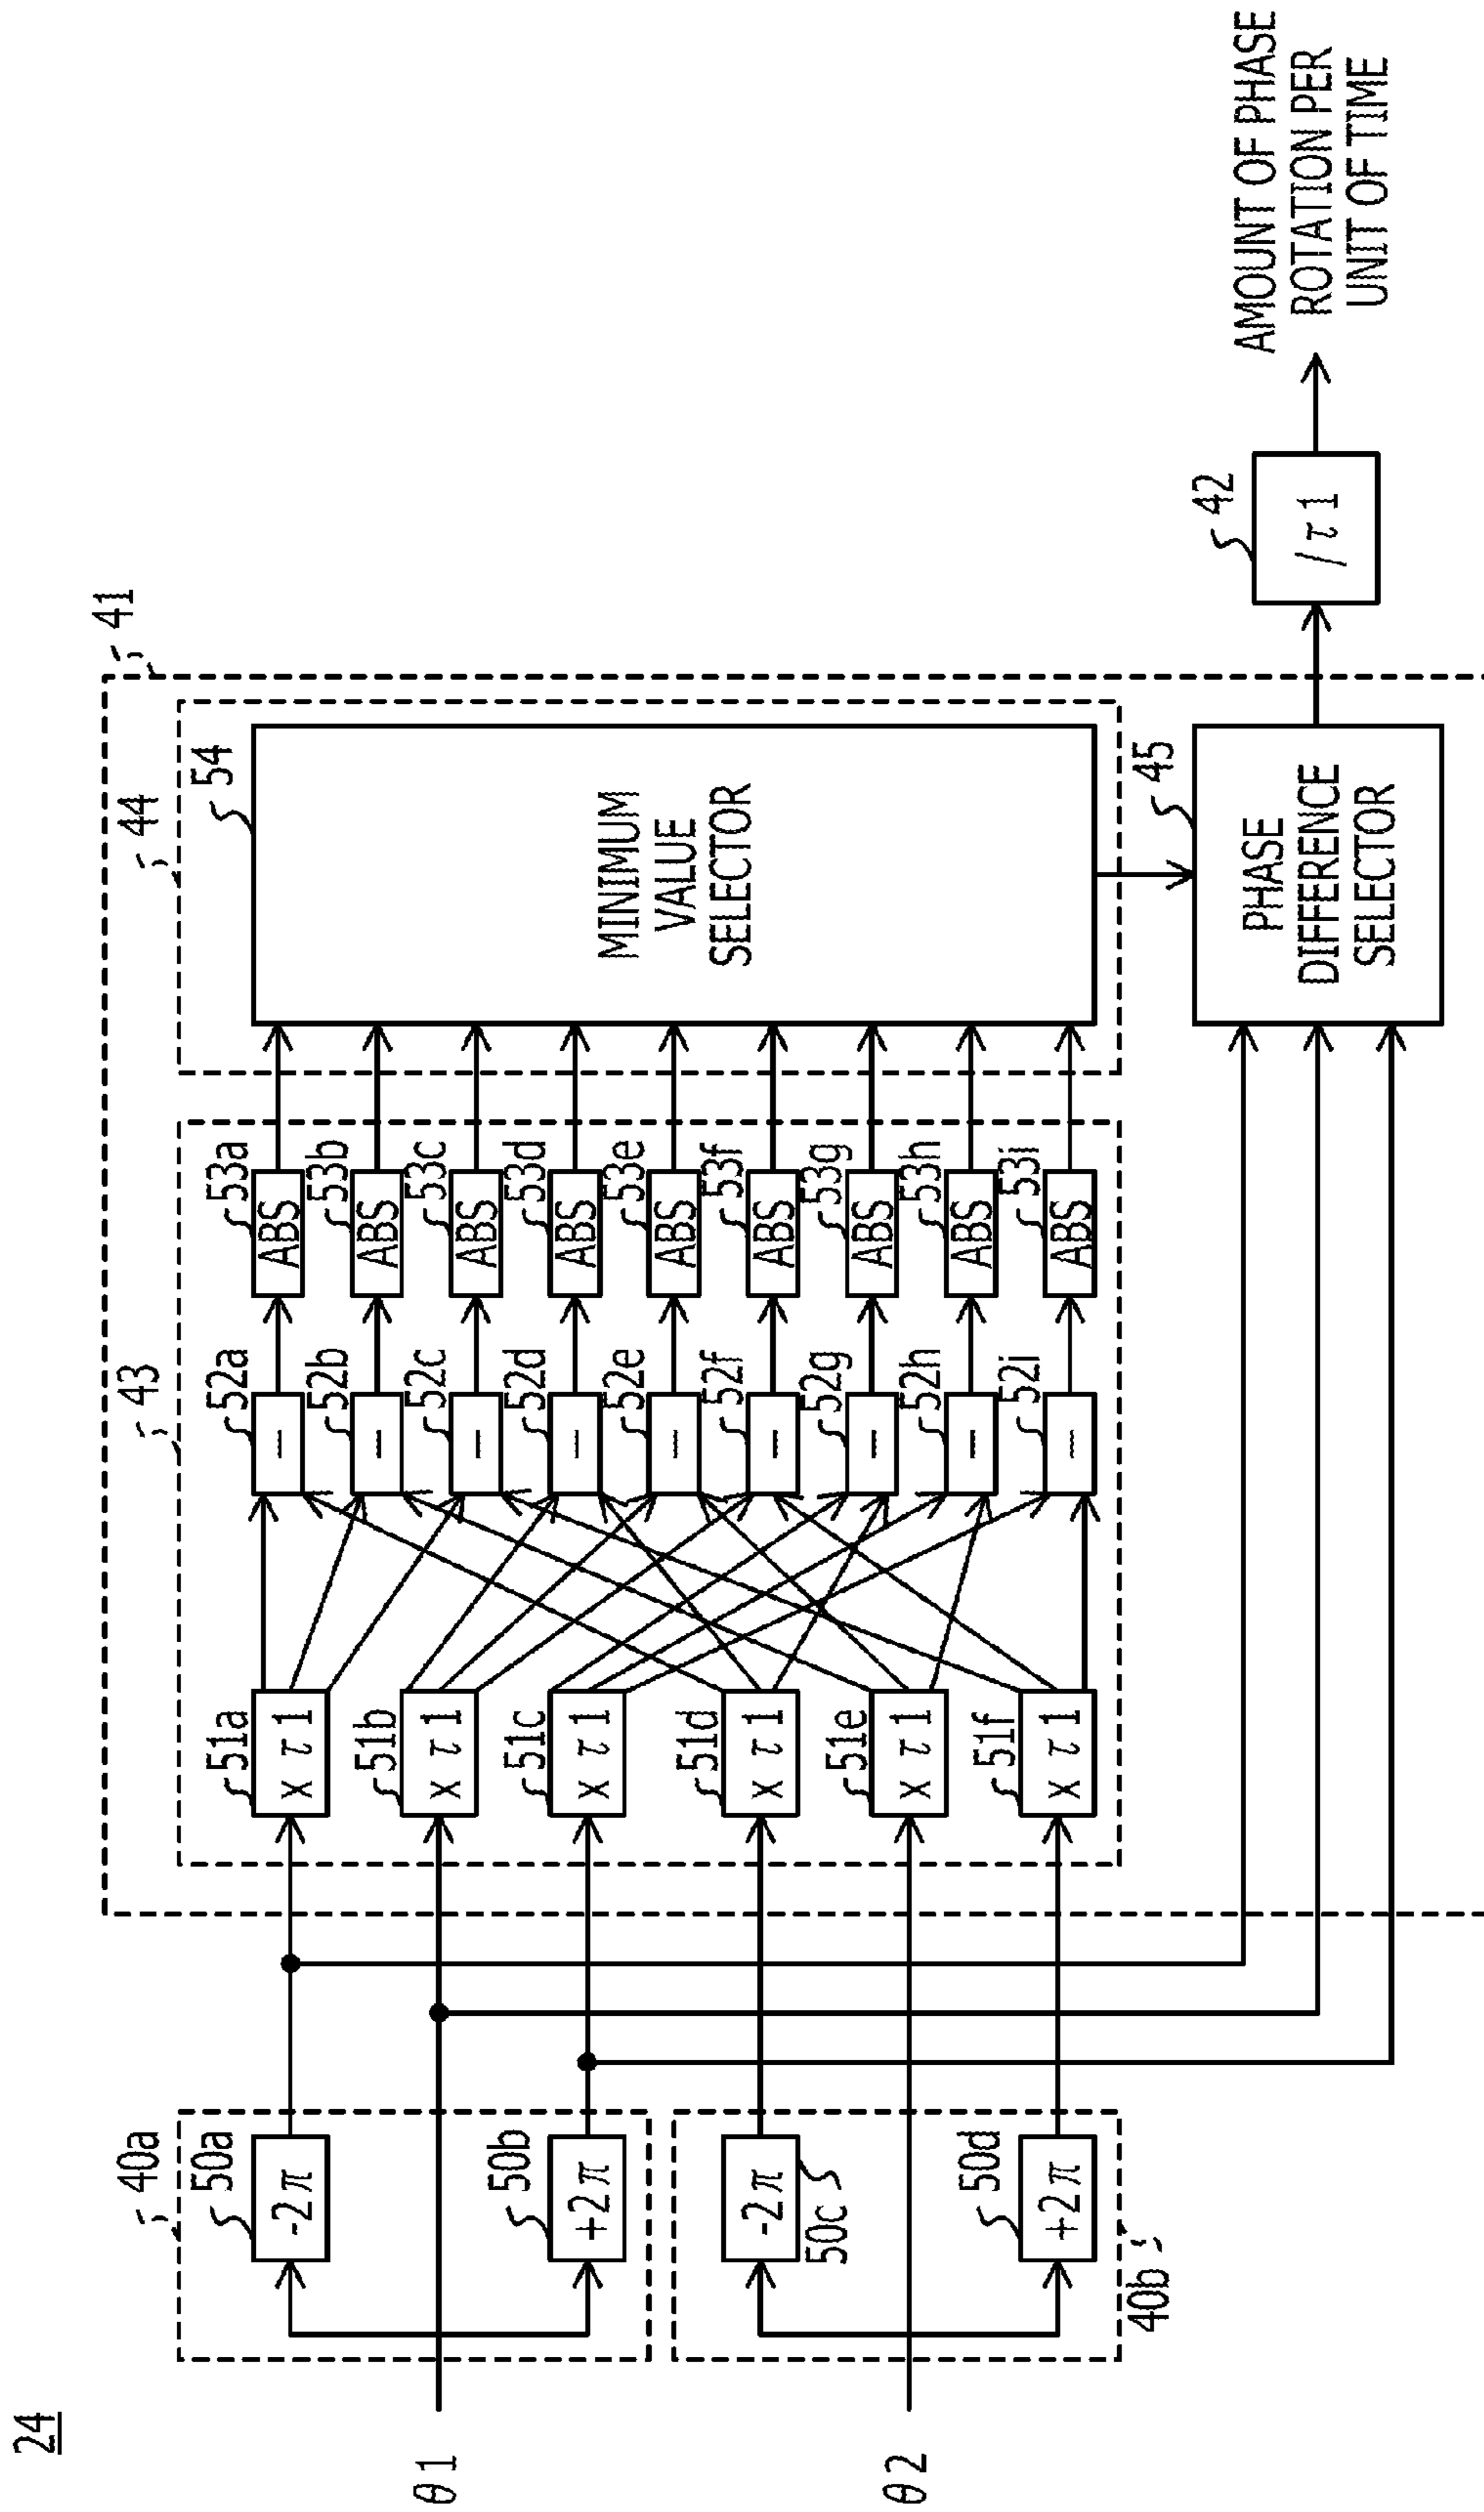 24
41
40a
43
44
50a
-2π
50b
+2π
-2π
50c
50d
+2π
40b
θ1
θ2
51a
x τ1
51b
x τ1
51c
x τ1
51d
x τ1
51e
x τ1
51f
x τ1
52a
−
52b
−
52c
−
52d
−
52e
−
52f
−
52g
−
52h
−
52i
−
53a
ABS
53b
ABS
53c
ABS
53d
ABS
53e
ABS
53f
ABS
53g
ABS
53h
ABS
53i
ABS
54
MINIMUM
VALUE
SELECTOR
45
PHASE
DIFFERENCE
SELECTOR
42
/τ1
AMOUNT OF PHASE
ROTATION PER
UNIT OF TIME